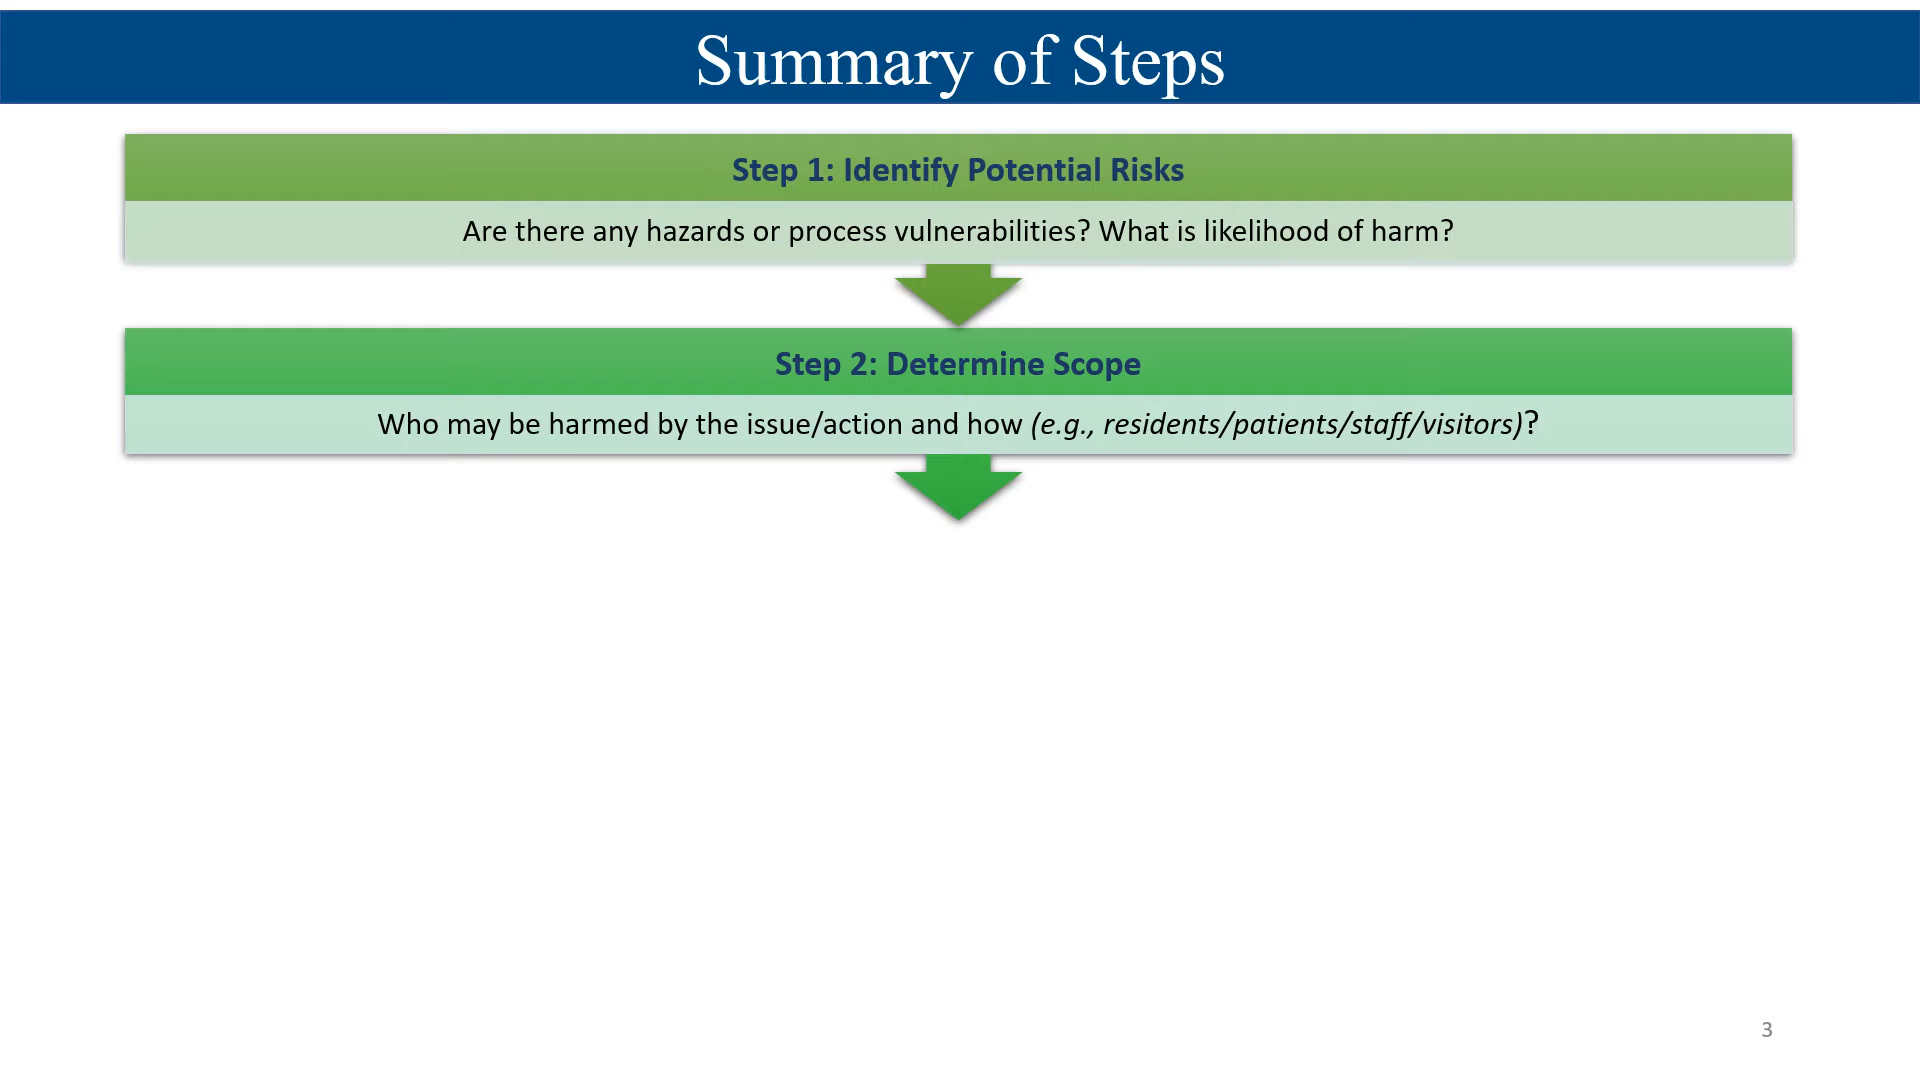 Summary of Steps
Step 1: Identify Potential Risks
Are there any hazards or process vulnerabilities? What is likelihood of harm?
Step 2: Determine Scope
Who may be harmed by the issue/action and how (e.g., residents/patients/staff/visitors)?
3